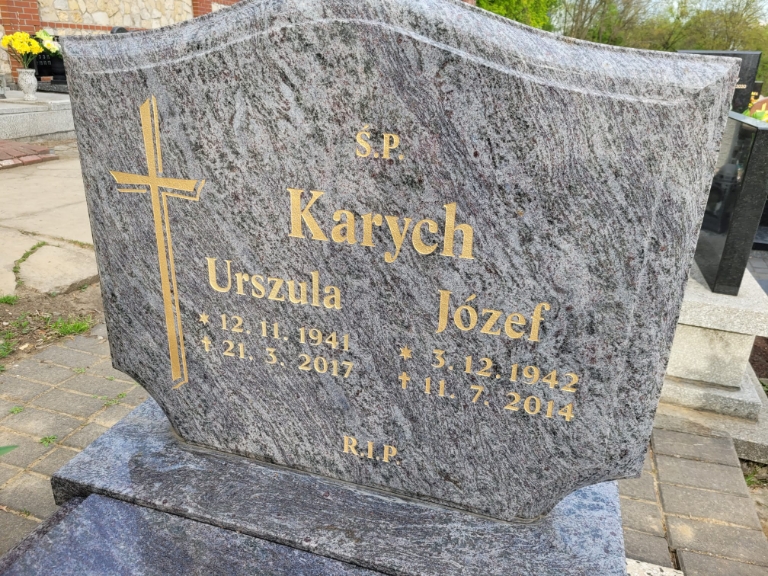 Ś.P.
Karych
Urszula
* 12. 11. 1941
✝ 21. 3. 2017
Józef
* 3. 12. 1942
✝ 11. 7. 2014
R.I.P.